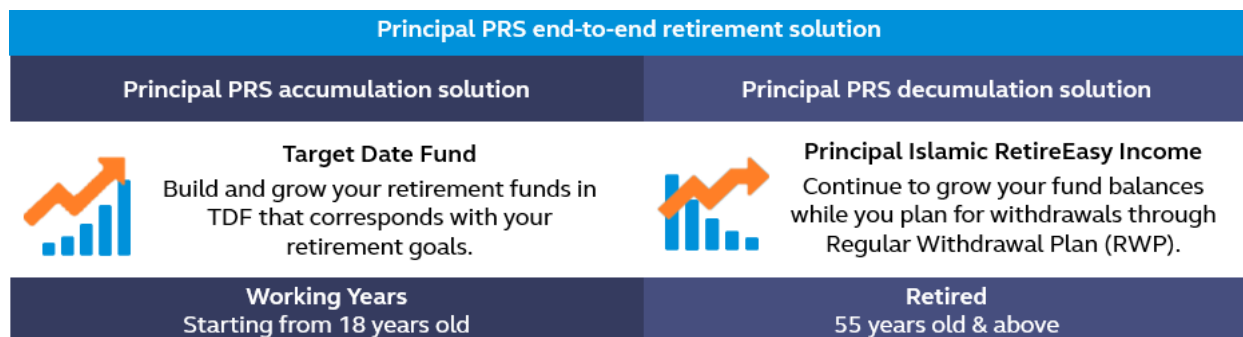 Principal PRS end-to-end retirement solution
Principal PRS accumulation solution
Principal PRS decumulation solution
Target Date Fund
Build and grow your retirement funds in
TDF that corresponds with your
retirement goals.
Principal Islamic RetireEasy Income
Continue to grow your fund balances
while you plan for withdrawals through
Regular Withdrawal Plan (RWP).
Working Years
Starting from 18 years old
Retired
55 years old & above